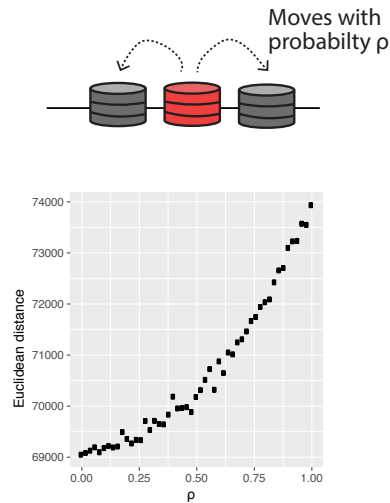 Moves with
probabilty ρ
74000
73000
72000
71000
70000
69000
Euclidean distance
0.00
0.25
0.50
0.75
1.00
ρ